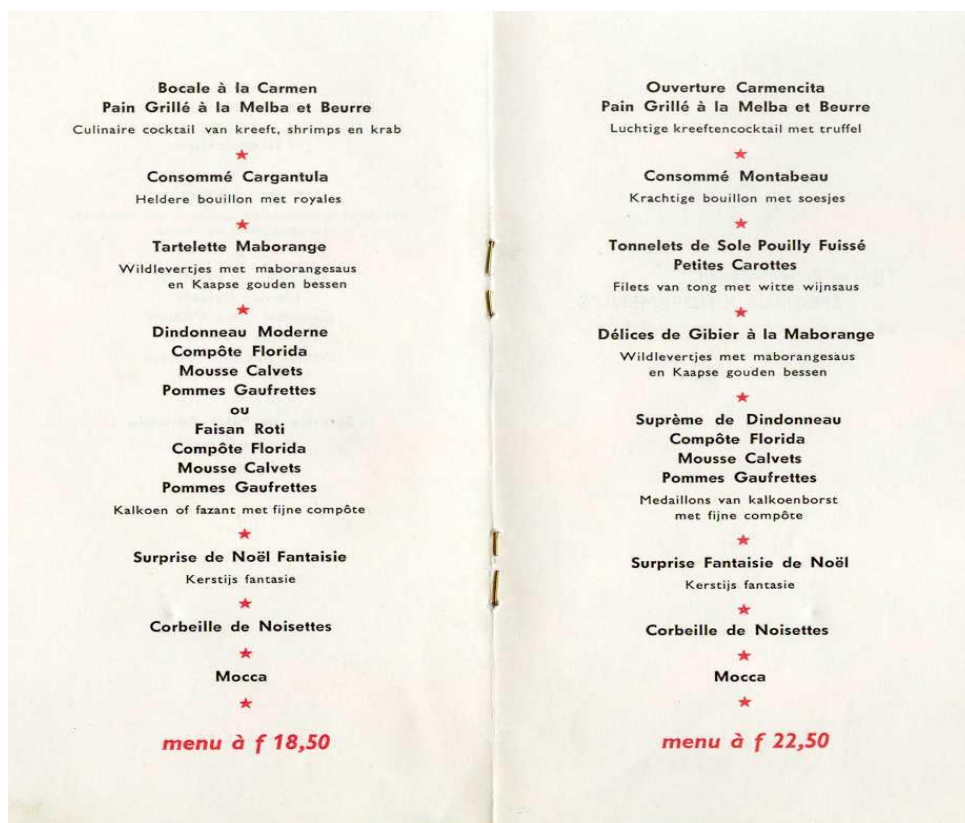 Bocale à la Carmen
Pain Grillé à la Melba et Beurre
Culinaire cocktail van kreeft, shrimps en krab
Consommé Cargantula
Heldere bouillon met royales
Tartelette Maborange
Wildlevertjes met maborangesaus
en Kaapse gouden bessen
Dindonneau Moderne
Compôte Florida
Mousse Calvets
Pommes Gaufrettes
ou
Faisan Roti
Compôte Florida
Mousse Calvets
Pommes Gaufrettes
Kalkoen of fazant met fijne compôte
Surprise de Noël Fantaisie
Kerstijs fantasie
Corbeille de Noisettes
Mocca
menu à f 18,50
Ouverture Carmencita
Pain Grillé à la Melba et Beurre
Luchtige kreeftencocktail met truffel
Consommé Montabeau
Krachtige bouillon met soesjes
Tonnelets de Sole Pouilly Fuissé
Petites Carottes
Filets van tong met witte wijnsaus
Délices de Gibier à la Maborange
Wildlevertjes met maborangesaus
en Kaapse gouden bessen
Suprème de Dindonneau
Compôte Florida
Mousse Calvets
Pommes Gaufrettes
Medaillons van kalkoenborst
met fijne compôte
Surprise Fantaisie de Noël
Kerstijs fantasie
Corbeille de Noisettes
Mocca
menu à f 22,50